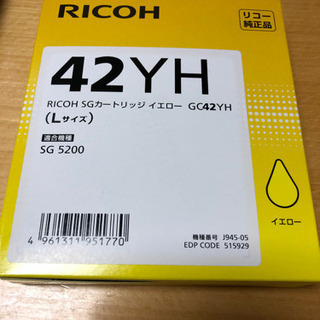 RICOH
リコー
純正品
42YH
RICOH SGカートリッジ イエロー GC42YH
(Lサイズ)
適合機種
SG 5200
イエロー
4 961311 951770
機種番号 J945-05
EDP CODE 515929